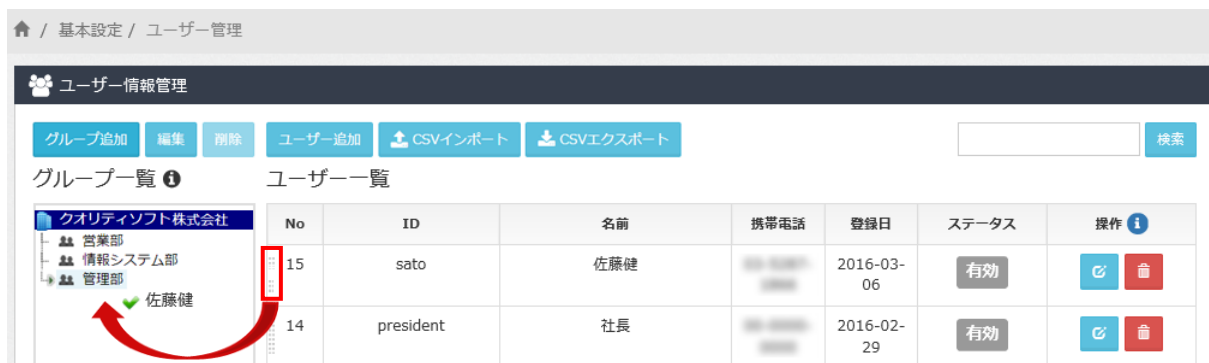 / 基本設定 / ユーザー管理
ユーザー情報管理
グループ追加 編集 削除 ユーザー追加 CSVインポート CSVエクスポート 検索
グループ一覧 ユーザー一覧
クオリティソフト株式会社
営業部
情報システム部
管理部
佐藤健
No ID 名前 携帯電話 登録日 ステータス 操作
15 sato 佐藤健 2016-03-
06 有効
14 president 社長 2016-02-
29 有効